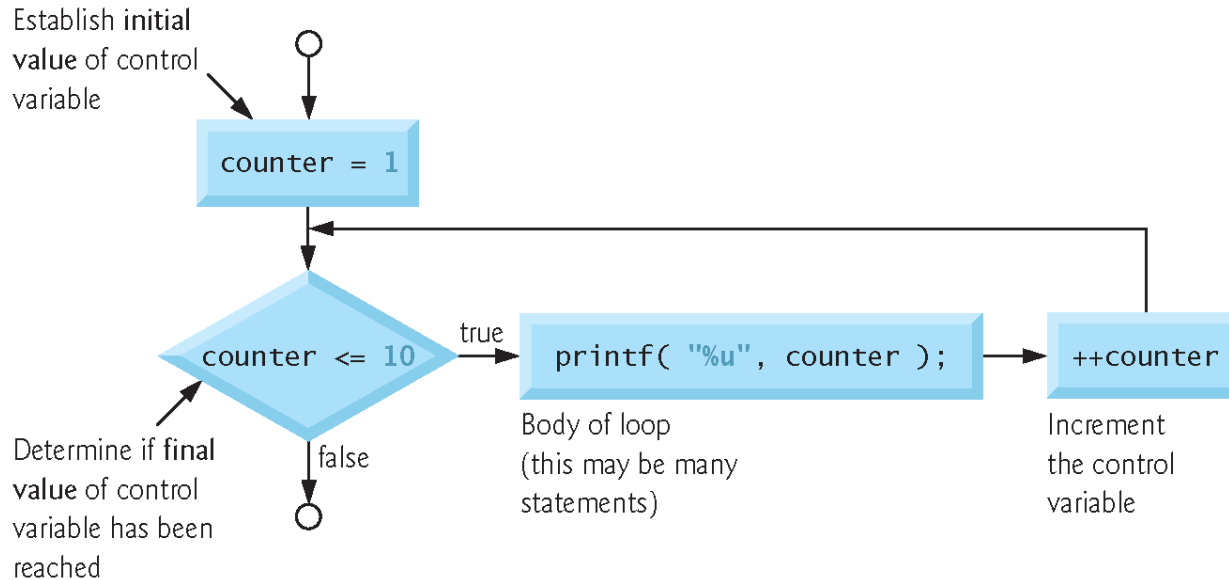 Establish initial
value of control
variable
counter = 1
counter <= 10
true
printf( "%u", counter );
++counter
Body of loop
(this may be many
statements)
Increment
the control
variable
false
Determine if final
value of control
variable has been
reached